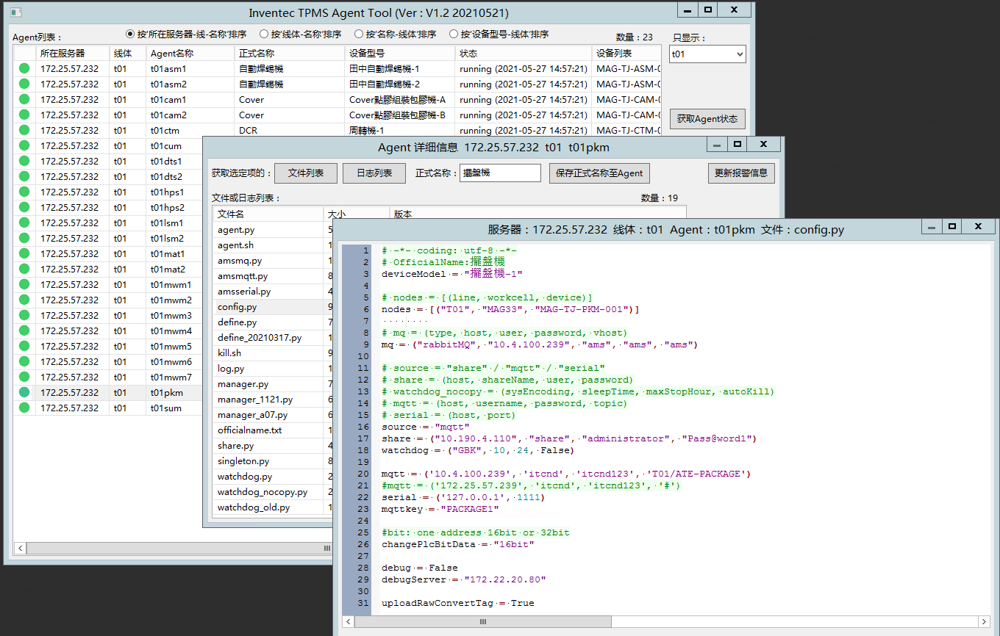 Inventec TPMS Agent Tool (Ver : V1.2 20210521)
Agent列表： 按'所在服务器-线-名称'排序 按'线体-名称'排序 按'名称-线体'排序 按'设备型号-线体'排序 数量：23 只显示：
t01
所在服务器 线体 Agent名称 正式名称 设备型号 状态 设备列表
172.25.57.232 t01 t01asm1 自動焊錫機 田中自動焊錫機-1 running (2021-05-27 14:57:21) MAG-TJ-ASM-0
172.25.57.232 t01 t01asm2 自動焊錫機 田中自動焊錫機-2 running (2021-05-27 14:57:21) MAG-TJ-ASM-0
172.25.57.232 t01 t01cam1 Cover Cover點膠組裝包膠機-A running (2021-05-27 14:57:21) MAG-TJ-CAM-0
172.25.57.232 t01 t01cam2 Cover Cover點膠組裝包膠機-B running (2021-05-27 14:57:21) MAG-TJ-CAM-0
172.25.57.232 t01 t01ctm DCR 周轉機-1 running (2021-05-27 14:57:21) MAG-TJ-CTM-0
获取Agent状态
172.25.57.232 t01 t01cum
172.25.57.232 t01 t01dts1
172.25.57.232 t01 t01dts2
172.25.57.232 t01 t01hps1
172.25.57.232 t01 t01hps2
172.25.57.232 t01 t01lsm1
172.25.57.232 t01 t01lsm2
172.25.57.232 t01 t01mat1
172.25.57.232 t01 t01mat2
172.25.57.232 t01 t01mwm1
172.25.57.232 t01 t01mwm2
172.25.57.232 t01 t01mwm3
172.25.57.232 t01 t01mwm4
172.25.57.232 t01 t01mwm5
172.25.57.232 t01 t01mwm6
172.25.57.232 t01 t01mwm7
172.25.57.232 t01 t01pkm
172.25.57.232 t01 t01sum
Agent 详细信息 172.25.57.232 t01 t01pkm
获取选定项的： 文件列表 日志列表 正式名称： 擺盤機 保存正式名称至Agent 更新报警信息
文件或日志列表： 数量：19
文件名 大小 版本
agent.py 5
agent.sh 1
amsmq.py 1
amsmqtt.py 8
amsserial.py 4
config.py 9
define.py 7
define_20210317.py 1
kill.sh 9
log.py 1
manager.py 7
manager_1121.py 6
manager_a07.py 6
officialname.txt 1
share.py 4
singleton.py 8
watchdog.py 2
watchdog_nocopy.py 2
watchdog_old.py 1
服务器：172.25.57.232 线体：t01 Agent：t01pkm 文件：config.py
1 # -*- coding: utf-8 -*-
2 # OfficialName:擺盤機
3 deviceModel = "擺盤機-1"
4
5 # nodes = [(line, workcell, device)]
6 nodes = [("T01", "MAG33", "MAG-TJ-PKM-001")]
7
8 # mq = (type, host, user, password, vhost)
9 mq = ("rabbitMQ", "10.4.100.239", "ams", "ams", "ams")
10
11 # source = "share" / "mqtt" / "serial"
12 # share = (host, shareName, user, password)
13 # watchdog_nocopy = (sysEncoding, sleepTime, maxStopHour, autoKill)
14 # mqtt = (host, username, password, topic)
15 # serial = (host, port)
16 source = "mqtt"
17 share = ("10.190.4.110", "share", "administrator", "Pass@word1")
18 watchdog = ("GBK", 10, 24, False)
19
20 mqtt = ('10.4.100.239', 'itcnd', 'itcnd123', 'T01/ATE-PACKAGE')
21 #mqtt = ('172.25.57.239', 'itcnd', 'itcnd123', '#')
22 serial = ('127.0.0.1', 1111)
23 mqttkey = "PACKAGE1"
24
25 #bit: one address 16bit or 32bit
26 changePlcBitData = "16bit"
27
28 debug = False
29 debugServer = "172.22.20.80"
30
31 uploadRawConvertTag = True